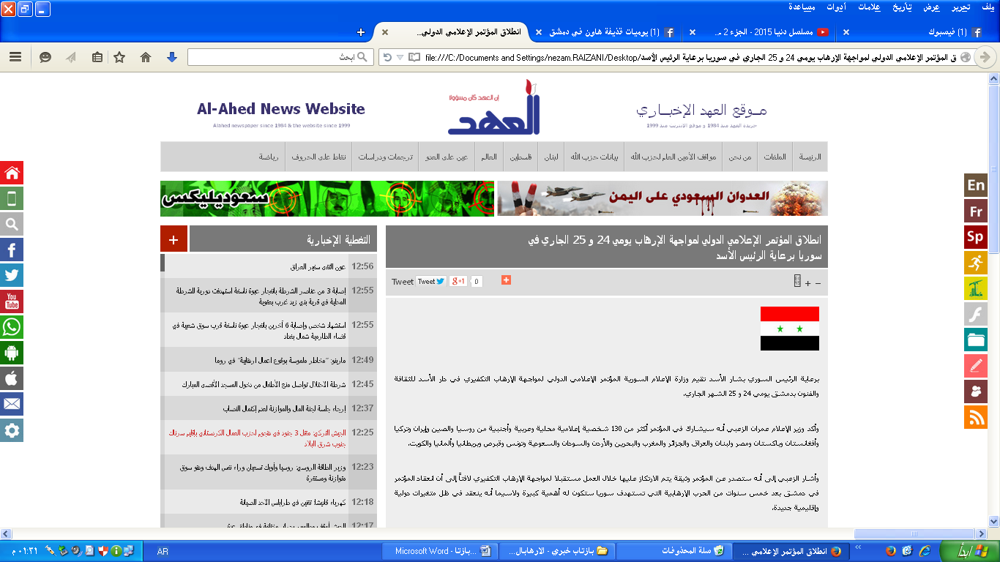 ملف تحرير عرض تأريخ علامات أدوات مساعدة
(1) فيسبوك
مسلسل دنيا 2015 - الجزء 2 مـ...
(1) يوميات قذيفة هاون في دمشق
انطلاق المؤتمر الإعلامي الدولي...
file:///C:/Documents and Settings/nezam.RAIZANI/Desktop/ق المؤتمر الإعلامي الدولي لمواجهة الإرهاب يومي 24 و 25 الجاري في سوريا برعاية الرئيس الأسد
ابحث
موقع العهد الإخباري
جريدة العهد منذ 1984 و موقع الانترنت منذ 1999
إن العهد كان مسؤولا
العهد
Al-Ahed News Website
Alahed newspaper since 1984 & the website since 1999
الرئيسة الملفات من نحن مواقف الأمين العام لحزب الله بيانات حزب الله لبنان فلسطين العالم عين على العدو ترجمات ودراسات نقاط على الحروف رياضة
العدوان السعودي على اليمن
سعوديليكس
انطلاق المؤتمر الإعلامي الدولي لمواجهة الإرهاب يومي 24 و 25 الجاري في
سوريا برعاية الرئيس الأسد
Tweet Tweet g+1 0
+ −
برعاية الرئيس السوري بشار الأسد تقيم وزارة الإعلام السورية المؤتمر الإعلامي الدولي لمواجهة الإرهاب التكفيري في دار الأسد للثقافة
والفنون بدمشق يومي 24 و 25 الشهر الجاري.
وأكد وزير الإعلام عمران الزعبي أنه سيشارك في المؤتمر أكثر من 130 شخصية إعلامية محلية وعربية وأجنبية من روسيا والصين وإيران وتركيا
وأفغانستان وباكستان ومصر ولبنان والعراق والجزائر والمغرب والبحرين والأردن والسودان والسعودية وتونس وقبرص وبريطانيا وألمانيا والكويت.
وأشار الزعبي إلى أنه ستصدر عن المؤتمر وثيقة يتم الارتكاز عليها خلال العمل مستقبلا لمواجهة الإرهاب التكفيري لافتاً إلى أن انعقاد المؤتمر
في دمشق بعد خمس سنوات من الحرب الإرهابية التي تستهدف سوريا ستكون له أهمية كبيرة ولاسيما أنه ينعقد في ظل متغيرات دولية
وإقليمية جديدة.
التغطية الإخبارية
+
12:56 عون التقى سفير العراق
12:55 إصابة 3 من عناصر الشرطة بانفجار عبوة ناسفة استهدفت دورية للشرطة
المحلية في قرية بني زيد غرب بعقوبة
12:55 استشهاد شخص وإصابة 6 آخرين بانفجار عبوة ناسفة قرب سوق شعبية في
قضاء الطارمية شمال بغداد
12:49 مارينو: "مخاطر ملموسة بوقوع اعمال ارهابية" في روما
12:45 شرطة الاحتلال تواصل منع الأطفال من دخول المسجد الأقصى المبارك
12:37 إرجاء جلسة لجنة المال والموازنة لعدم إكتمال النصاب
12:25 الجيش التركي: مقتل 3 جنود في هجوم لحزب العمال الكردستاني بإقليم سرناك
جنوب شرق البلاد
12:23 وزير الطاقة الروسي: روسيا وأوبك تسعيان وراء نفس الهدف وهو سوق
متوازنة ومستقرة
12:18 كهرباء قاديشا: تقنين في طرابلس الاحد للصيانة
12:17
En
Fr
Sp
You
Tube
ابدأ
انطلاق المؤتمر الإعلامي ...
سلة المحذوفات
بازتاب خبري - الارهابال...
...بازتا - Microsoft Word
AR
٠١:٣١ م